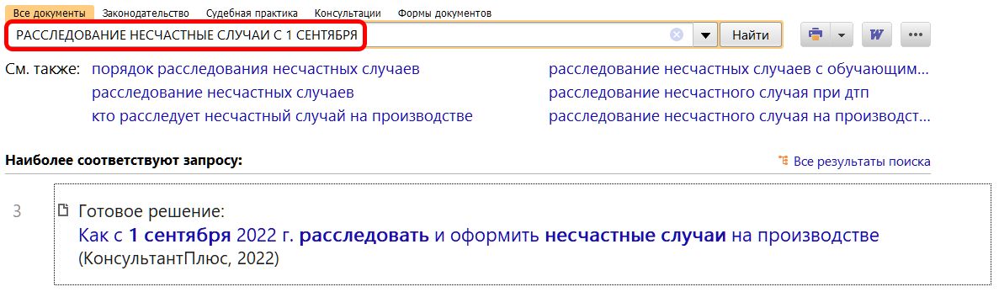 Все документы Законодательство Судебная практика Консультации Формы документов
РАССЛЕДОВАНИЕ НЕСЧАСТНЫЕ СЛУЧАИ С 1 СЕНТЯБРЯ Найти W
См. также: порядок расследования несчастных случаев расследование несчастных случаев с обучающим...
расследование несчастных случаев расследование несчастного случая при дтп
кто расследует несчастный случай на производстве расследование несчастного случая на производст...
Наиболее соответствуют запросу: Все результаты поиска
3 Готовое решение:
Как с 1 сентября 2022 г. расследовать и оформить несчастные случаи на производстве
(КонсультантПлюс, 2022)